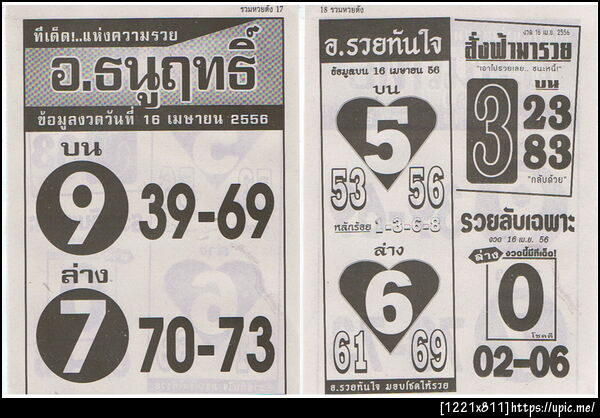 รวมหวยดัง 17
ทีเด็ด!..แห่งความรวย
อ.ธนูฤทธิ์
ข้อมูลงวดวันที่ 16 เมษายน 2556
บน
9 39-69
ล่าง
7 70-73
18 รวมหวยดัง
อ.รวยทันใจ
ข้อมูลบน 16 เมษายน 56
บน
5
53 56
หลักร้อย 1-3-6-8
ล่าง
6
61 69
อ.รวยทันใจ มอบโชคให้รวย
งวด 16 เม.ย. 2556
สั่งฟ้ามารวย
"เอาไปรวยเลย.. ชนะหนี้!"
บน
3 23
83
"กลับด้วย"
รวยลับเฉพาะ
งวด 16 เม.ย. 56
ล่าง งวดนี้มีทีเด็ด!
0
โชคดี
02-06
[1221x811]https://upic.me/